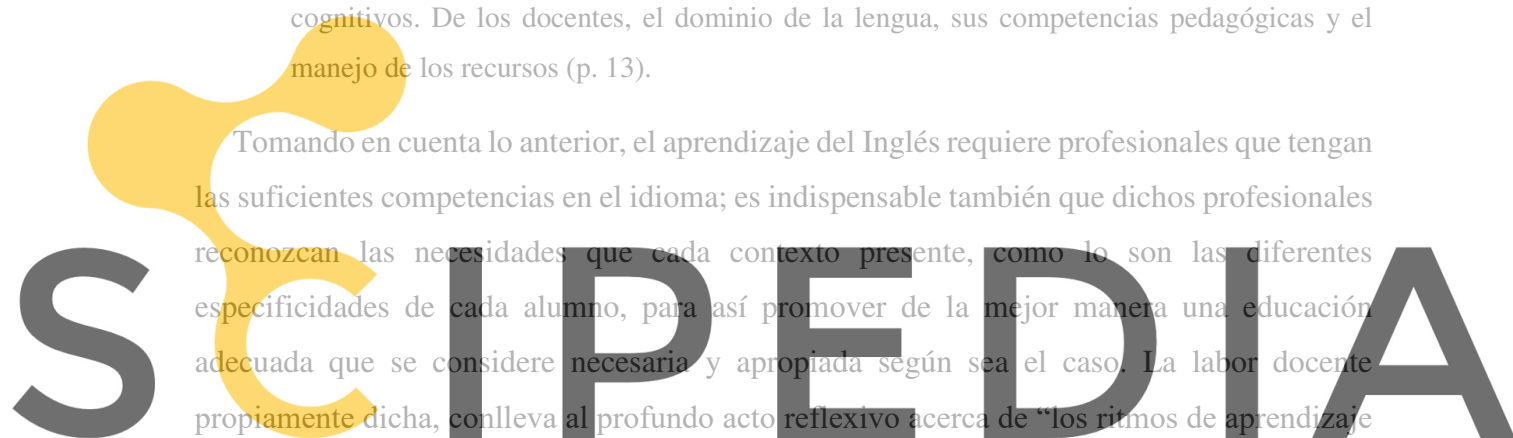 cognitivos. De los docentes, el dominio de la lengua, sus competencias pedagógicas y el
manejo de los recursos (p. 13).
Tomando en cuenta lo anterior, el aprendizaje del Inglés requiere profesionales que tengan
las suficientes competencias en el idioma; es indispensable también que dichos profesionales
reconozcan las necesidades que cada contexto presente, como lo son las diferentes
especificidades de cada alumno, para así promover de la mejor manera una educación
adecuada que se considere necesaria y apropiada según sea el caso. La labor docente
propiamente dicha, conlleva al profundo acto reflexivo acerca de “los ritmos de aprendizaje
SCIPEDIA